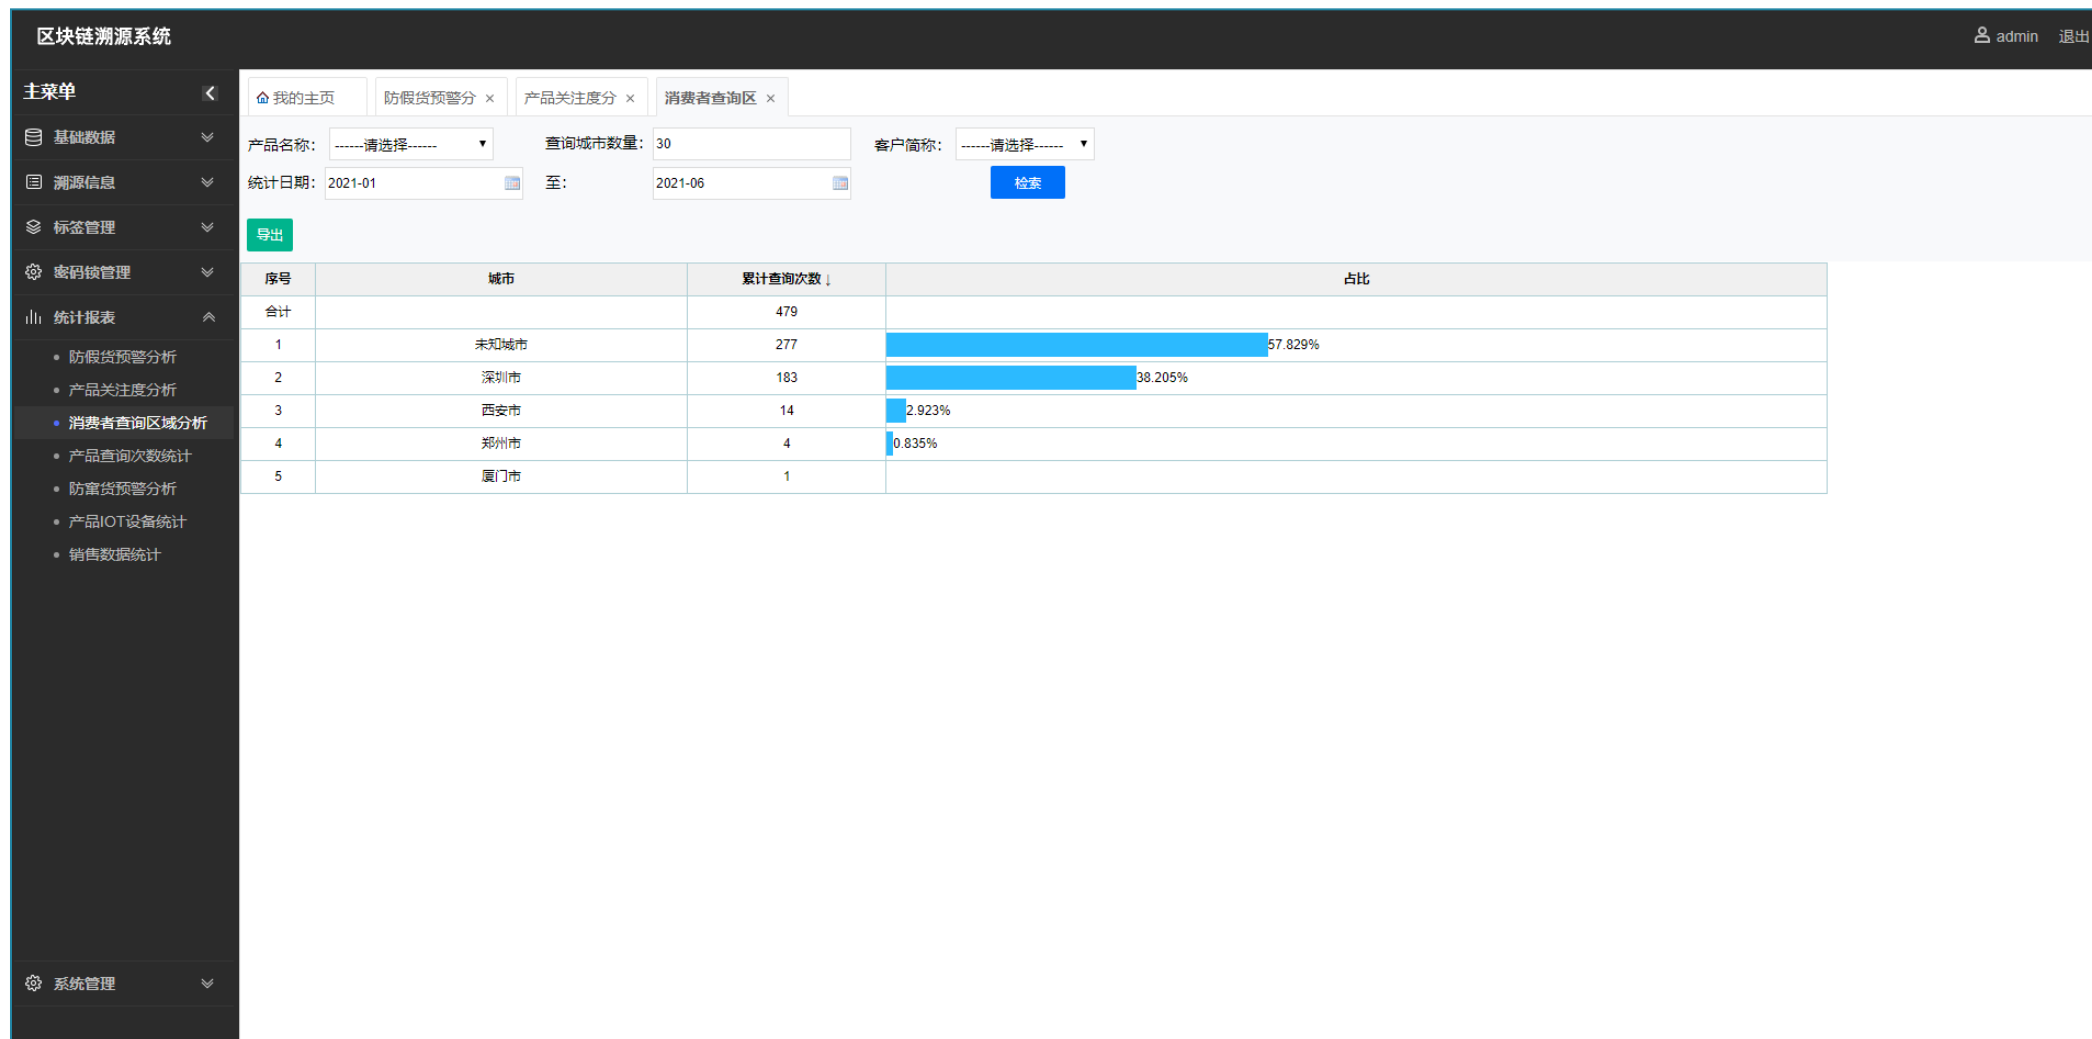 区块链溯源系统
admin 退出
主菜单
基础数据
溯源信息
标签管理
密码锁管理
统计报表
防假货预警分析
产品关注度分析
消费者查询区域分析
产品查询次数统计
防窜货预警分析
产品IOT设备统计
销售数据统计
系统管理
我的主页 防假货预警分 × 产品关注度分 × 消费者查询区 ×
产品名称: ------请选择------ 查询城市数量: 30 客户简称: ------请选择------
统计日期: 2021-01 至: 2021-06 检索
导出
序号 城市 累计查询次数↓ 占比
合计 479
1 未知城市 277 57.829%
2 深圳市 183 38.205%
3 西安市 14 2.923%
4 郑州市 4 0.835%
5 厦门市 1